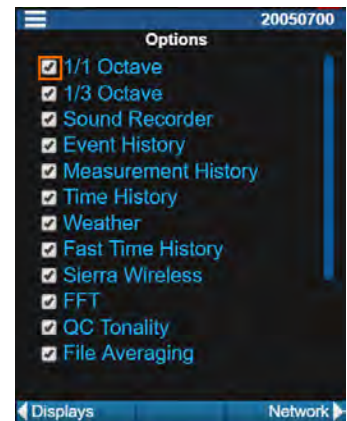 20050700
Options
1/1 Octave
1/3 Octave
Sound Recorder
Event History
Measurement History
Time History
Weather
Fast Time History
Sierra Wireless
FFT
QC Tonality
File Averaging
Displays Network